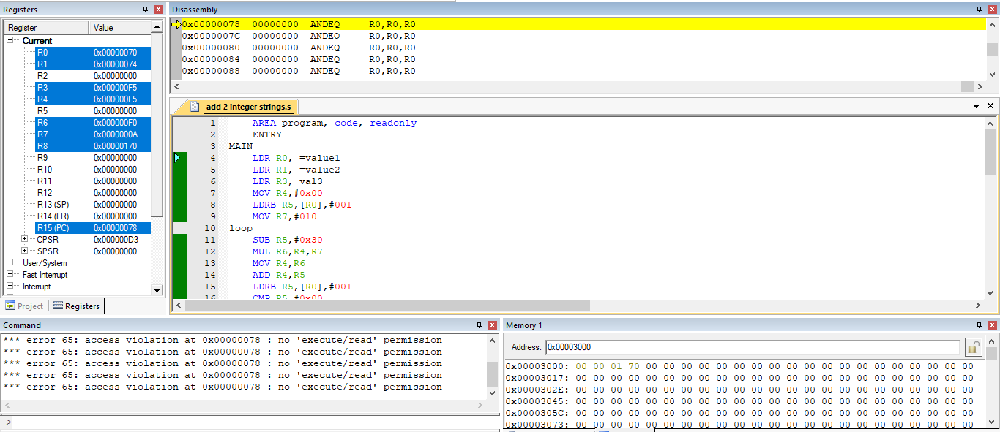 Registers
Register Value
Current
R0 0x00000070
R1 0x00000074
R2 0x00000000
R3 0x000000F5
R4 0x000000F5
R5 0x00000000
R6 0x000000F0
R7 0x0000000A
R8 0x00000170
R9 0x00000000
R10 0x00000000
R11 0x00000000
R12 0x00000000
R13 (SP) 0x00000000
R14 (LR) 0x00000000
R15 (PC) 0x00000078
CPSR 0x000000D3
SPSR 0x00000000
User/System
Fast Interrupt
Interrupt
Project Registers
Disassembly
0x00000078 00000000 ANDEQ R0,R0,R0
0x0000007C 00000000 ANDEQ R0,R0,R0
0x00000080 00000000 ANDEQ R0,R0,R0
0x00000084 00000000 ANDEQ R0,R0,R0
0x00000088 00000000 ANDEQ R0,R0,R0
add 2 integer strings.s
1 AREA program, code, readonly
2 ENTRY
3 MAIN
4 LDR R0, =value1
5 LDR R1, =value2
6 LDR R3, val3
7 MOV R4,#0x00
8 LDRB R5,[R0],#001
9 MOV R7,#010
10 loop
11 SUB R5,#0x30
12 MUL R6,R4,R7
13 MOV R4,R6
14 ADD R4,R5
15 LDRB R5,[R0],#001
16 CMP R5,#0x00
Command
*** error 65: access violation at 0x00000078 : no 'execute/read' permission
*** error 65: access violation at 0x00000078 : no 'execute/read' permission
*** error 65: access violation at 0x00000078 : no 'execute/read' permission
*** error 65: access violation at 0x00000078 : no 'execute/read' permission
*** error 65: access violation at 0x00000078 : no 'execute/read' permission
>
Memory 1
Address: 0x00003000
0x00003000: 00 00 01 70 00 00 00 00 00 00 00 00 00 00 00 00 00 00 00 00 00 00 00
0x00003017: 00 00 00 00 00 00 00 00 00 00 00 00 00 00 00 00 00 00 00 00 00 00 00
0x0000302E: 00 00 00 00 00 00 00 00 00 00 00 00 00 00 00 00 00 00 00 00 00 00 00
0x00003045: 00 00 00 00 00 00 00 00 00 00 00 00 00 00 00 00 00 00 00 00 00 00 00
0x0000305C: 00 00 00 00 00 00 00 00 00 00 00 00 00 00 00 00 00 00 00 00 00 00 00
0x00003073: 00 00 00 00 00 00 00 00 00 00 00 00 00 00 00 00 00 00 00 00 00 00 00